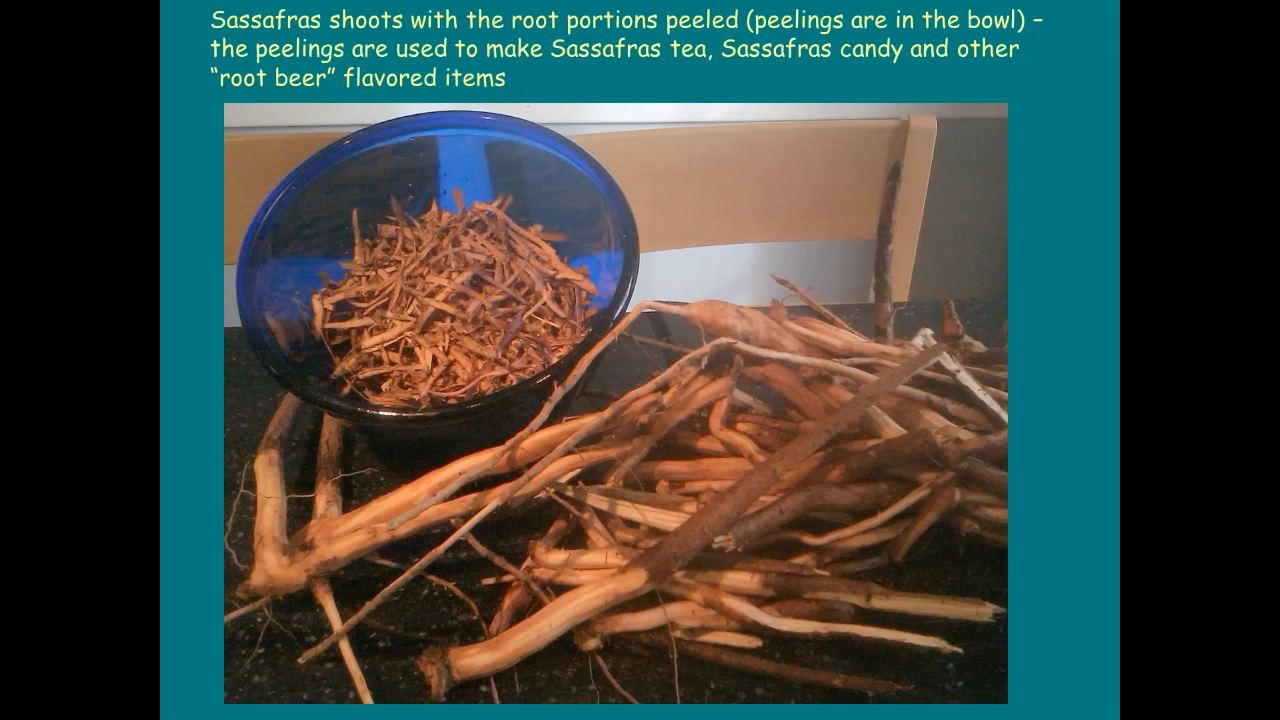 Sassafras shoots with the root portions peeled (peelings are in the bowl) –
the peelings are used to make Sassafras tea, Sassafras candy and other
“root beer” flavored items